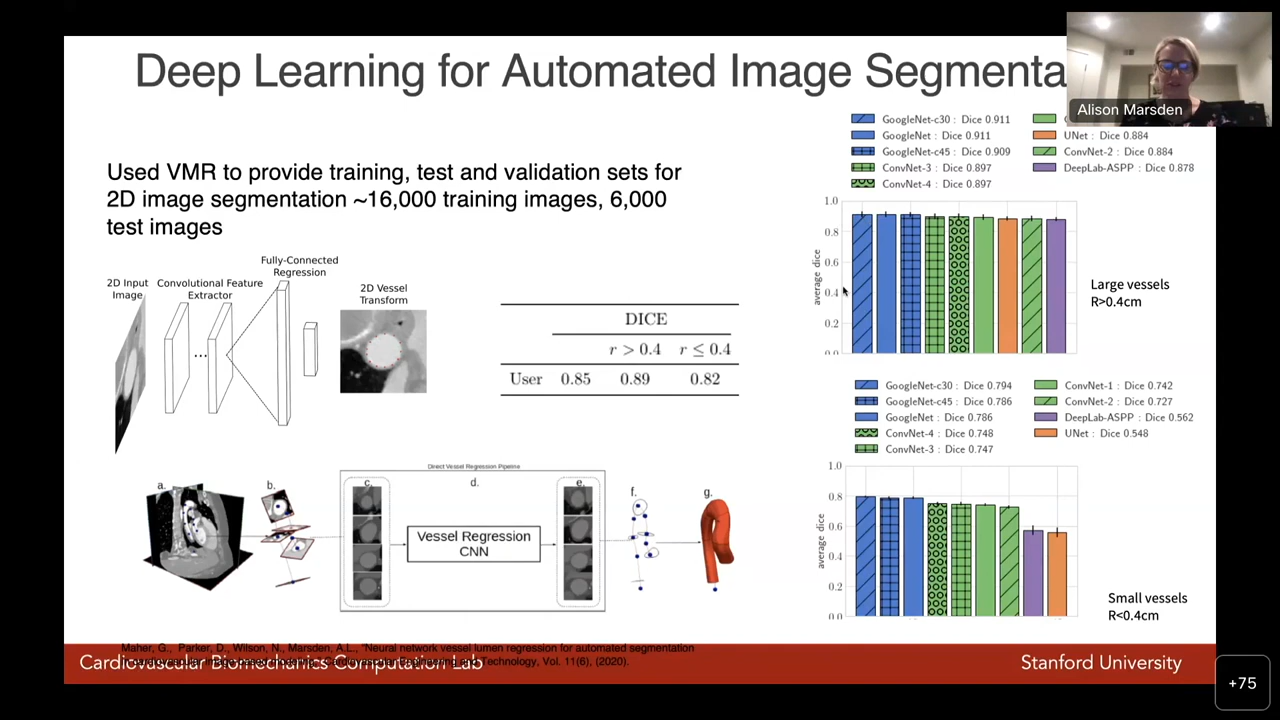 Deep Learning for Automated Image Segmenta
Alison Marsden
Used VMR to provide training, test and validation sets for
2D image segmentation ~16,000 training images, 6,000
test images
2D Input
Image
Convolutional Feature
Extractor
Fully-Connected
Regression
2D Vessel
Transform
...
DICE
r > 0.4 r ≤ 0.4
User 0.85 0.89 0.82
GoogleNet-c30 : Dice 0.911
GoogleNet : Dice 0.911
GoogleNet-c45 : Dice 0.909
ConvNet-3 : Dice 0.897
ConvNet-4 : Dice 0.897
UNet : Dice 0.884
ConvNet-2 : Dice 0.884
DeepLab-ASPP : Dice 0.878
1.0
0.8
0.6
0.4
0.2
0.0
average dice
Large vessels
R>0.4cm
GoogleNet-c30 : Dice 0.794
GoogleNet-c45 : Dice 0.786
GoogleNet : Dice 0.786
ConvNet-4 : Dice 0.748
ConvNet-3 : Dice 0.747
ConvNet-1 : Dice 0.742
ConvNet-2 : Dice 0.727
DeepLab-ASPP : Dice 0.562
UNet : Dice 0.548
1.0
0.8
0.6
0.4
0.2
0.0
average dice
Small vessels
R<0.4cm
Direct Vessel Regression Pipeline
a.
b.
c.
d.
e.
f.
g.
Vessel Regression
CNN
Maher, G., Parker, D., Wilson, N., Marsden, A.L., "Neural network vessel lumen regression for automated segmentation
Cardiovascular Engineering and Technology, Vol. 11(6), (2020).
Cardiovascular Biomechanics Computation Lab
Stanford University
+75